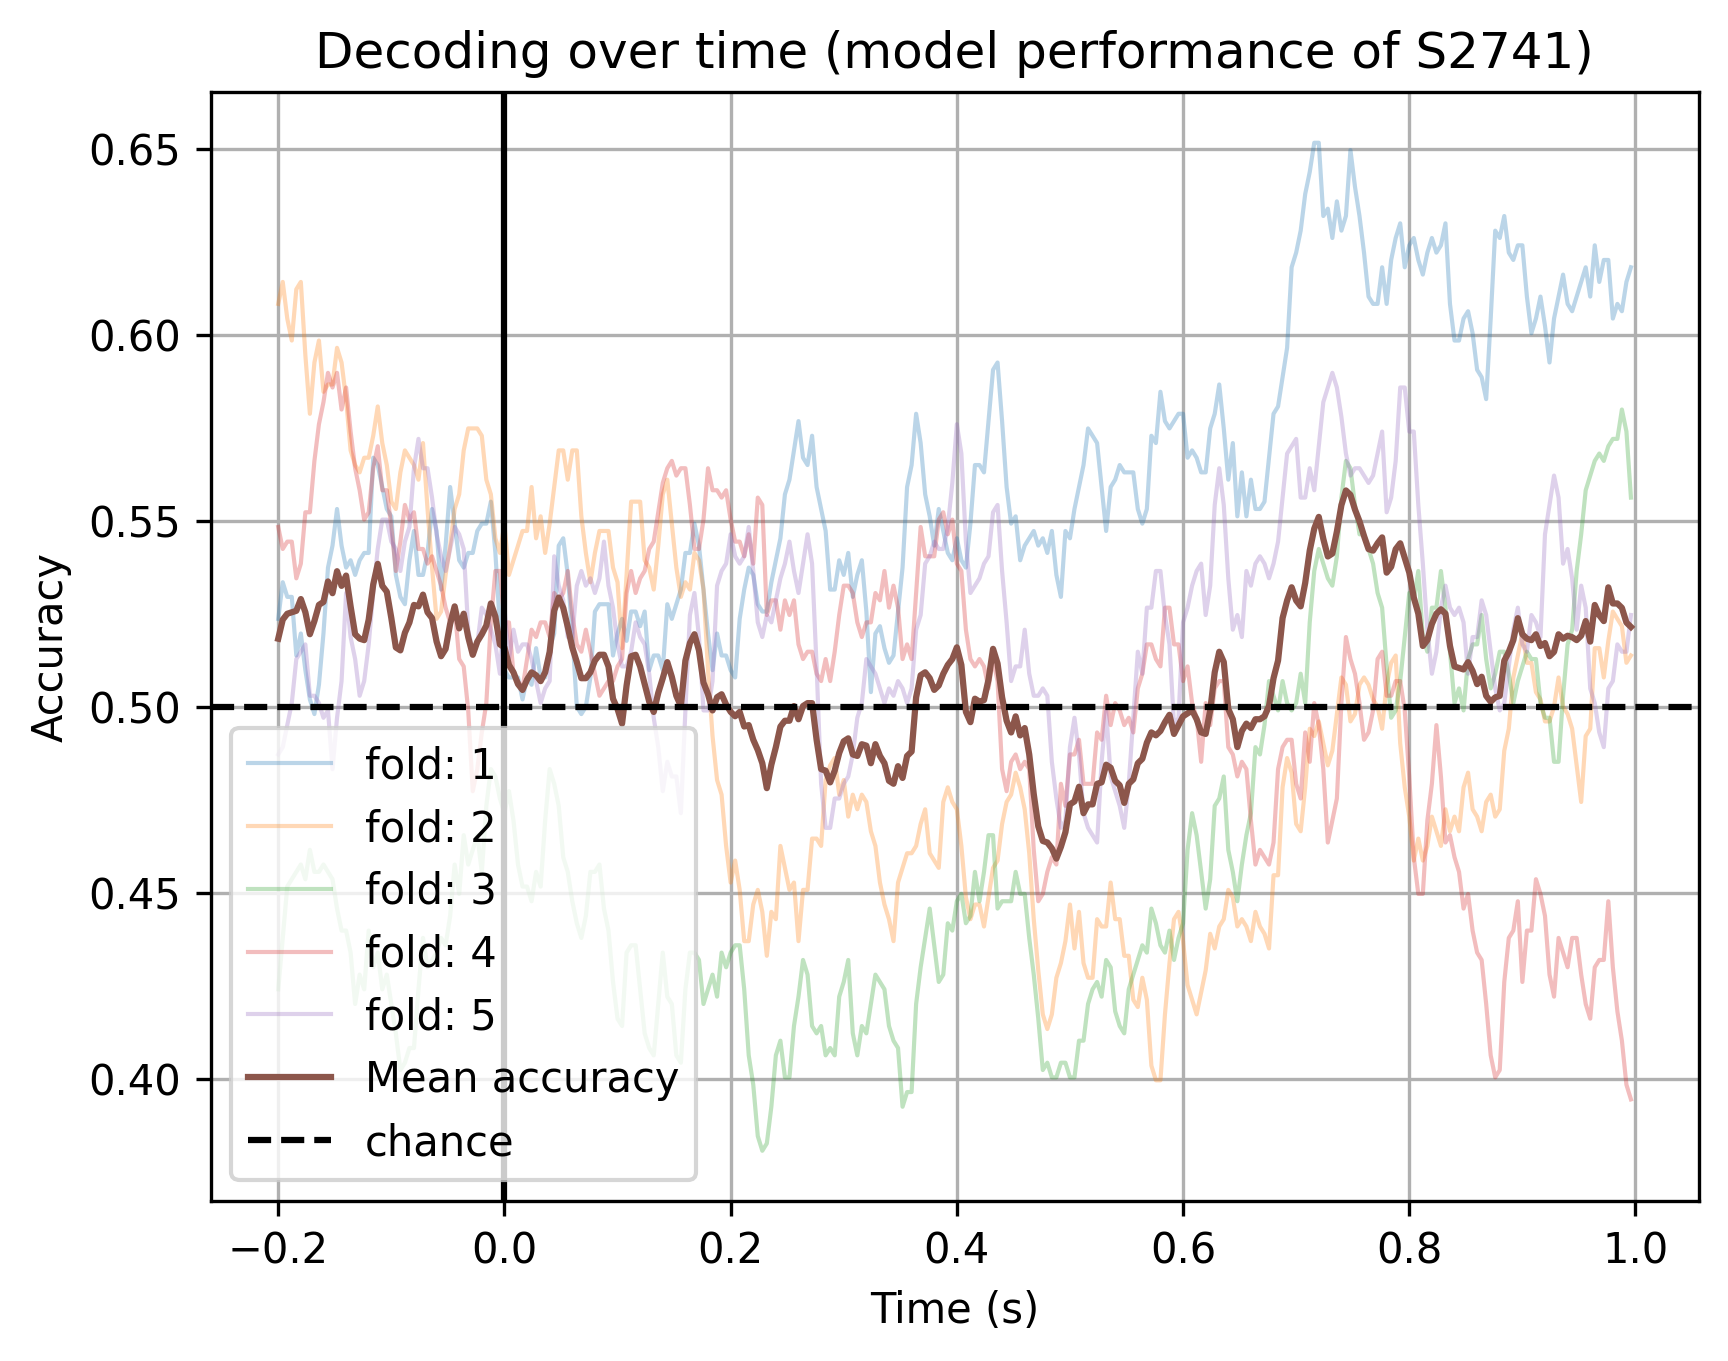 Decoding over time (model performance of S2741)
Accuracy
0.65
0.60
0.55
0.50
0.45
0.40
fold: 1
fold: 2
fold: 3
fold: 4
fold: 5
Mean accuracy
chance
−0.2 0.0 0.2 0.4 0.6 0.8 1.0
Time (s)